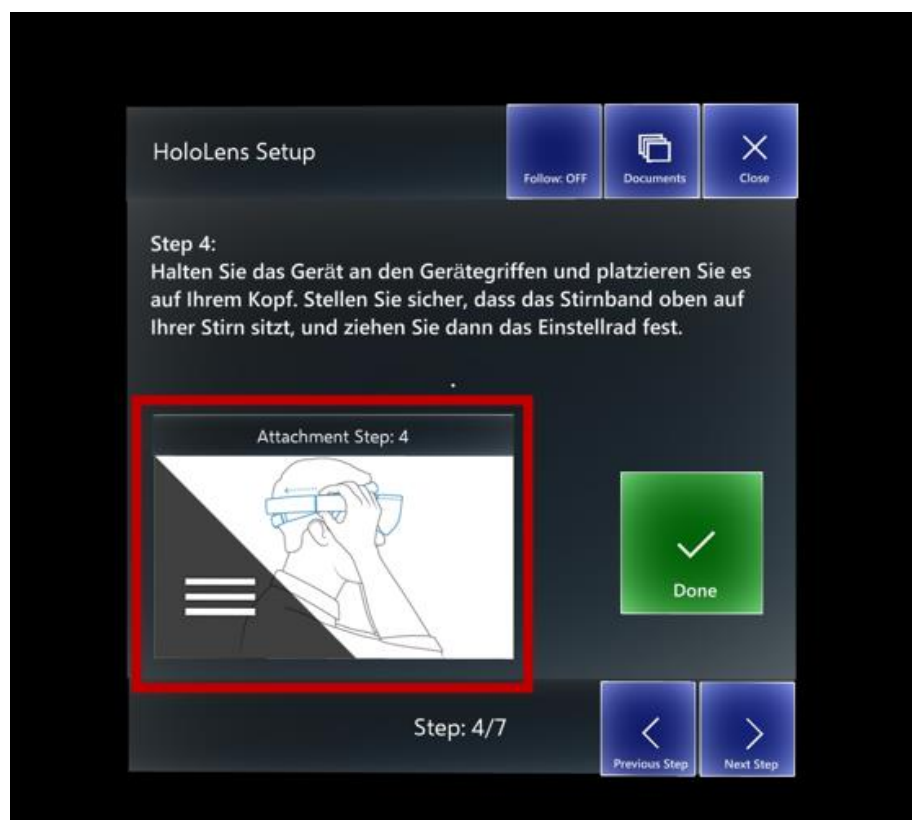 HoloLens Setup
Follow: OFF
Documents
Close
Step 4:
Halten Sie das Gerät an den Gerätegriffen und platzieren Sie es
auf Ihrem Kopf. Stellen Sie sicher, dass das Stirnband oben auf
Ihrer Stirn sitzt, und ziehen Sie dann das Einstellrad fest.
Attachment Step: 4
Done
Step: 4/7
Previous Step
Next Step